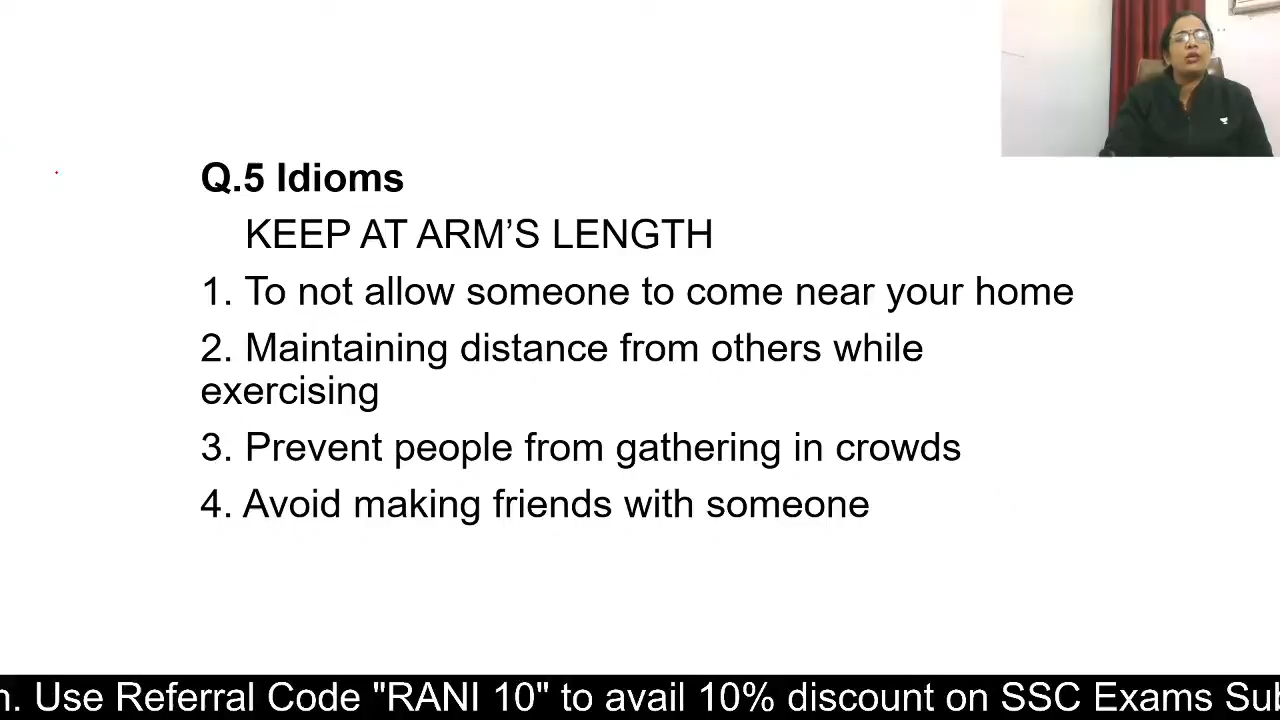 Q.5 Idioms
KEEP AT ARM’S LENGTH
1. To not allow someone to come near your home
2. Maintaining distance from others while
exercising
3. Prevent people from gathering in crowds
4. Avoid making friends with someone
Use Referral Code "RANI 10" to avail 10% discount on SSC Exams